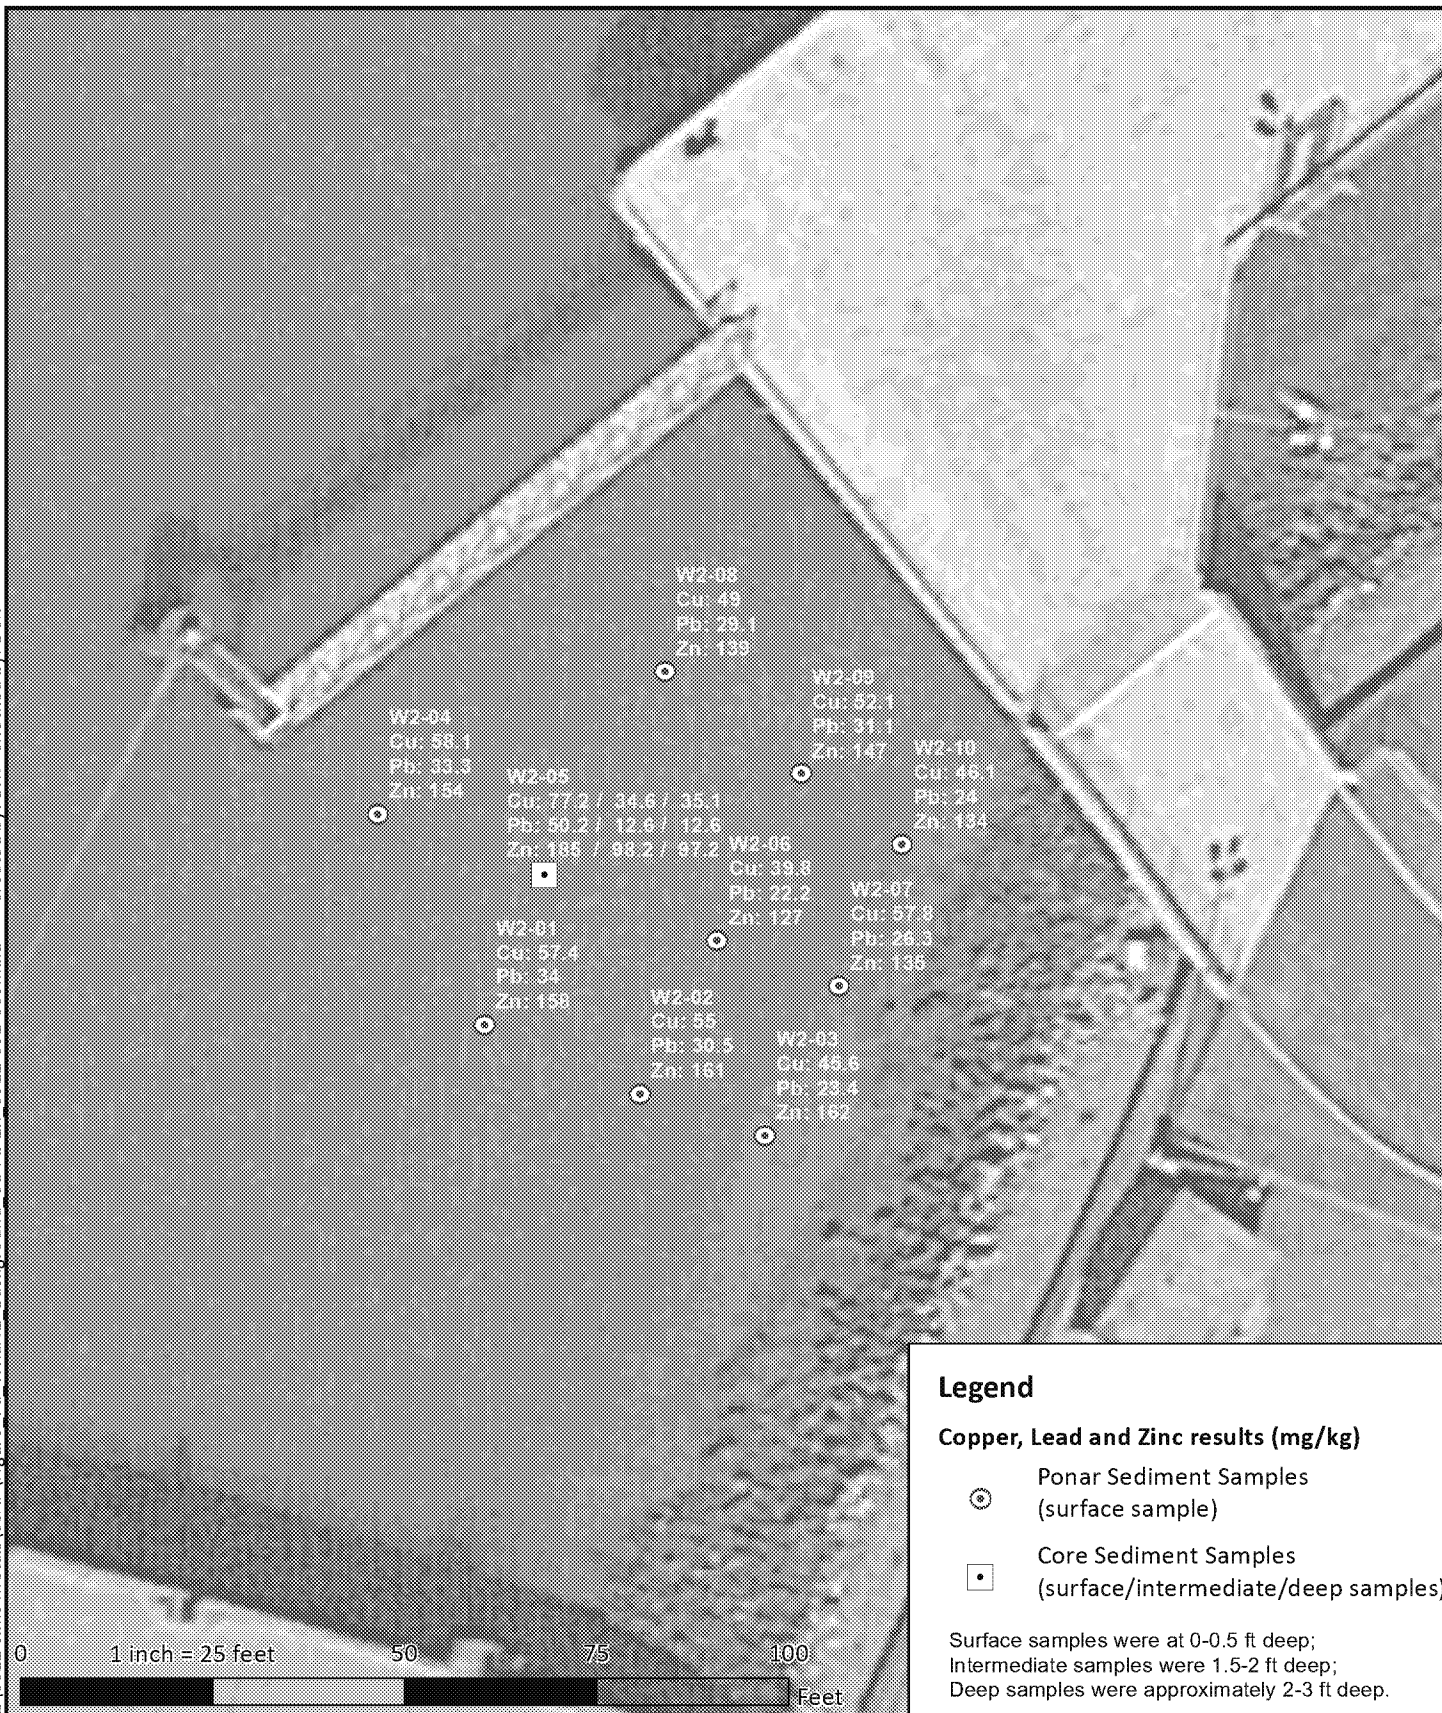 W2-08
Cu: 49
Pb: 29.1
Zn: 139
W2-09
Cu: 52.1
Pb: 31.1
Zn: 147
W2-04
Cu: 58.1
Pb: 33.3
Zn: 154
W2-10
Cu: 46.1
Pb: 24
Zn: 134
W2-05
Cu: 77.2 / 34.6 / 35.1
Pb: 50.2 / 12.6 / 12.6
Zn: 185 / 98.2 / 97.2
W2-06
Cu: 39.8
Pb: 22.2
Zn: 127
W2-07
Cu: 57.8
Pb: 26.3
Zn: 135
W2-01
Cu: 57.4
Pb: 34
Zn:
W2-02
Cu: 55
Pb: 30.5
Zn: 161
W2-03
Cu: 45.6
Pb: 28.4
Zn: 162
Legend
Copper, Lead and Zinc results (mg/kg)
Ponar Sediment Samples
(surface sample)
Core Sediment Samples
(surface/intermediate/deep samples)
Surface samples were at 0-0.5 ft deep;
Intermediate samples were 1.5-2 ft deep;
Deep samples were approximately 2-3 ft deep.
0 1 inch = 25 feet 50 75 100
Feet